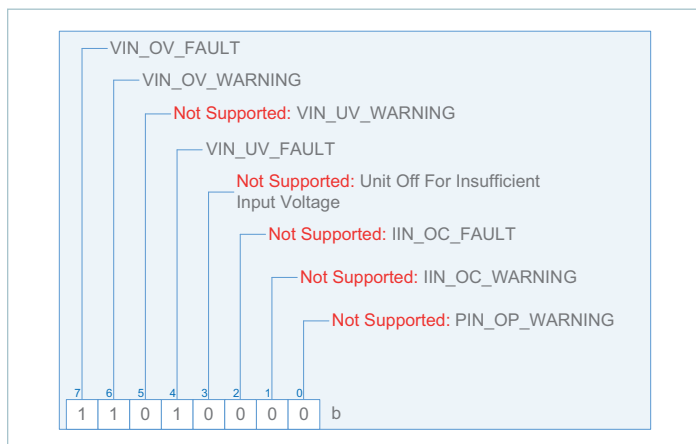 VIN_OV_FAULT
VIN_OV_WARNING
Not Supported: VIN_UV_WARNING
VIN_UV_FAULT
Not Supported: Unit Off For Insufficient
Input Voltage
Not Supported: IIN_OC_FAULT
Not Supported: IIN_OC_WARNING
Not Supported: PIN_OP_WARNING
7 6 5 4 3 2 1 0
1 1 0 1 0 0 0 0 b